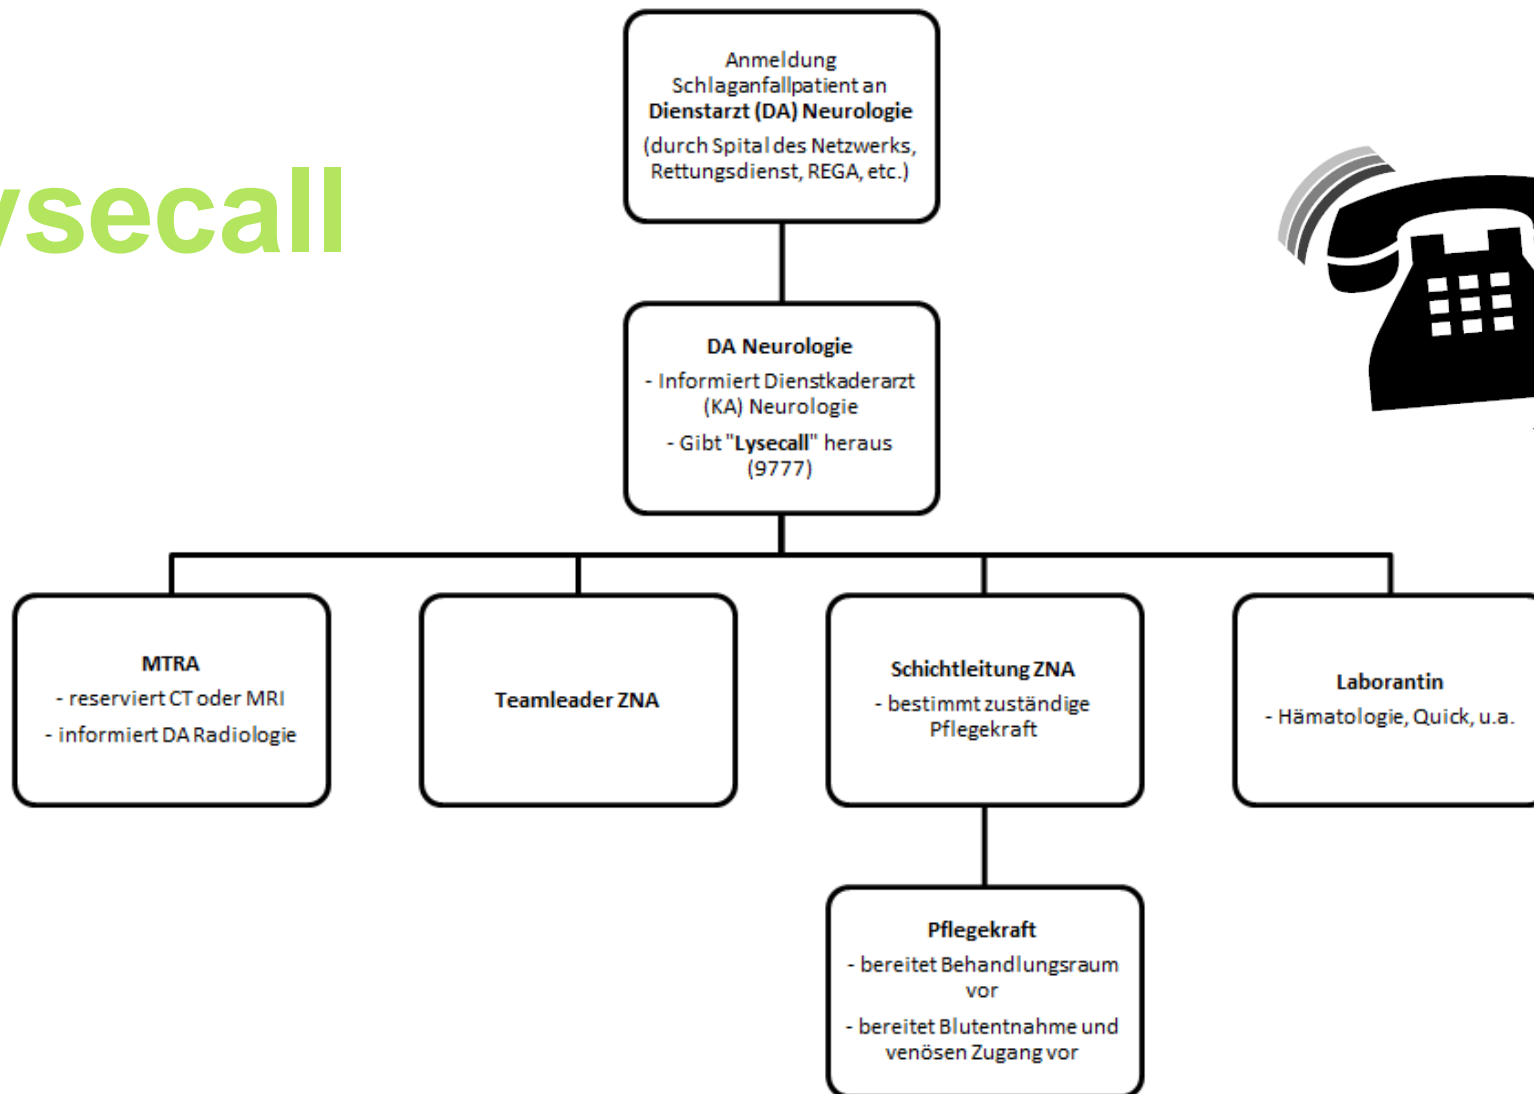 Anmeldung
Schlaganfallpatient an
Dienstarzt (DA) Neurologie
(durch Spital des Netzwerks,
Rettungsdienst, REGA, etc.)
ysecall
DA Neurologie
- Informiert Dienstkaderarzt
(KA) Neurologie
- Gibt "Lysecall" heraus
(9777)
MTRA
- reserviert CT oder MRI
- informiert DA Radiologie
Teamleader ZNA
Schichtleitung ZNA
- bestimmt zuständige
Pflegekraft
Laborantin
- Hämatologie, Quick, u.a.
Pflegekraft
- bereitet Behandlungsraum
vor
- bereitet Blutentnahme und
venösen Zugang vor